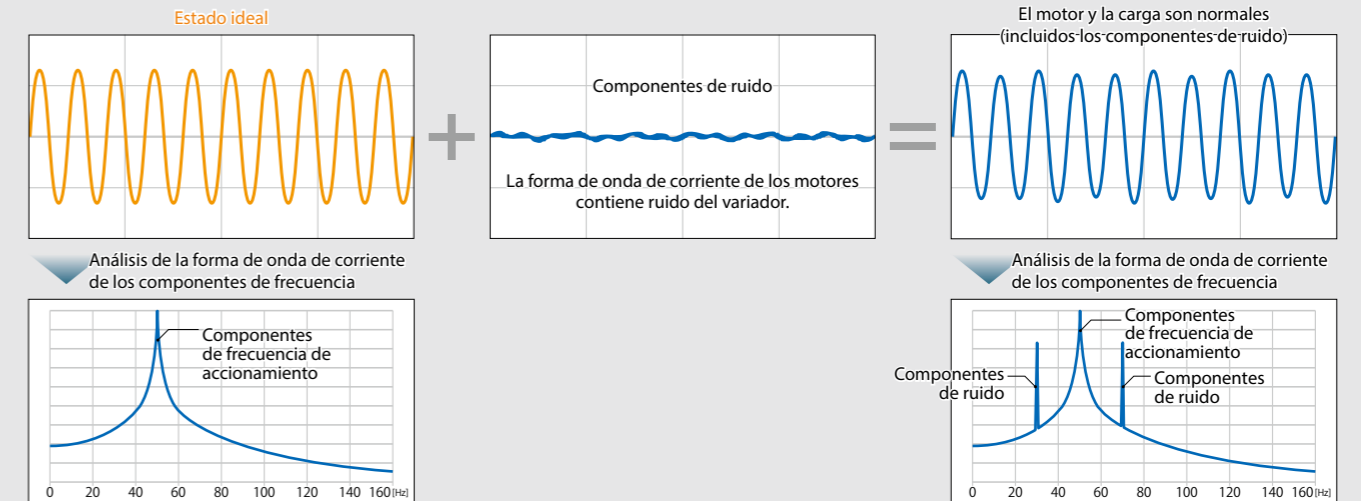 Estado ideal
Componentes de ruido
La forma de onda de corriente de los motores
contiene ruido del variador.
El motor y la carga son normales
(incluidos los componentes de ruido)
Análisis de la forma de onda de corriente
de los componentes de frecuencia
Componentes
de frecuencia de
accionamiento
0 20 40 60 80 100 120 140 160 [Hz]
Análisis de la forma de onda de corriente
de los componentes de frecuencia
Componentes
de frecuencia de
accionamiento
Componentes
de ruido
Componentes
de ruido
0 20 40 60 80 100 120 140 160 [Hz]